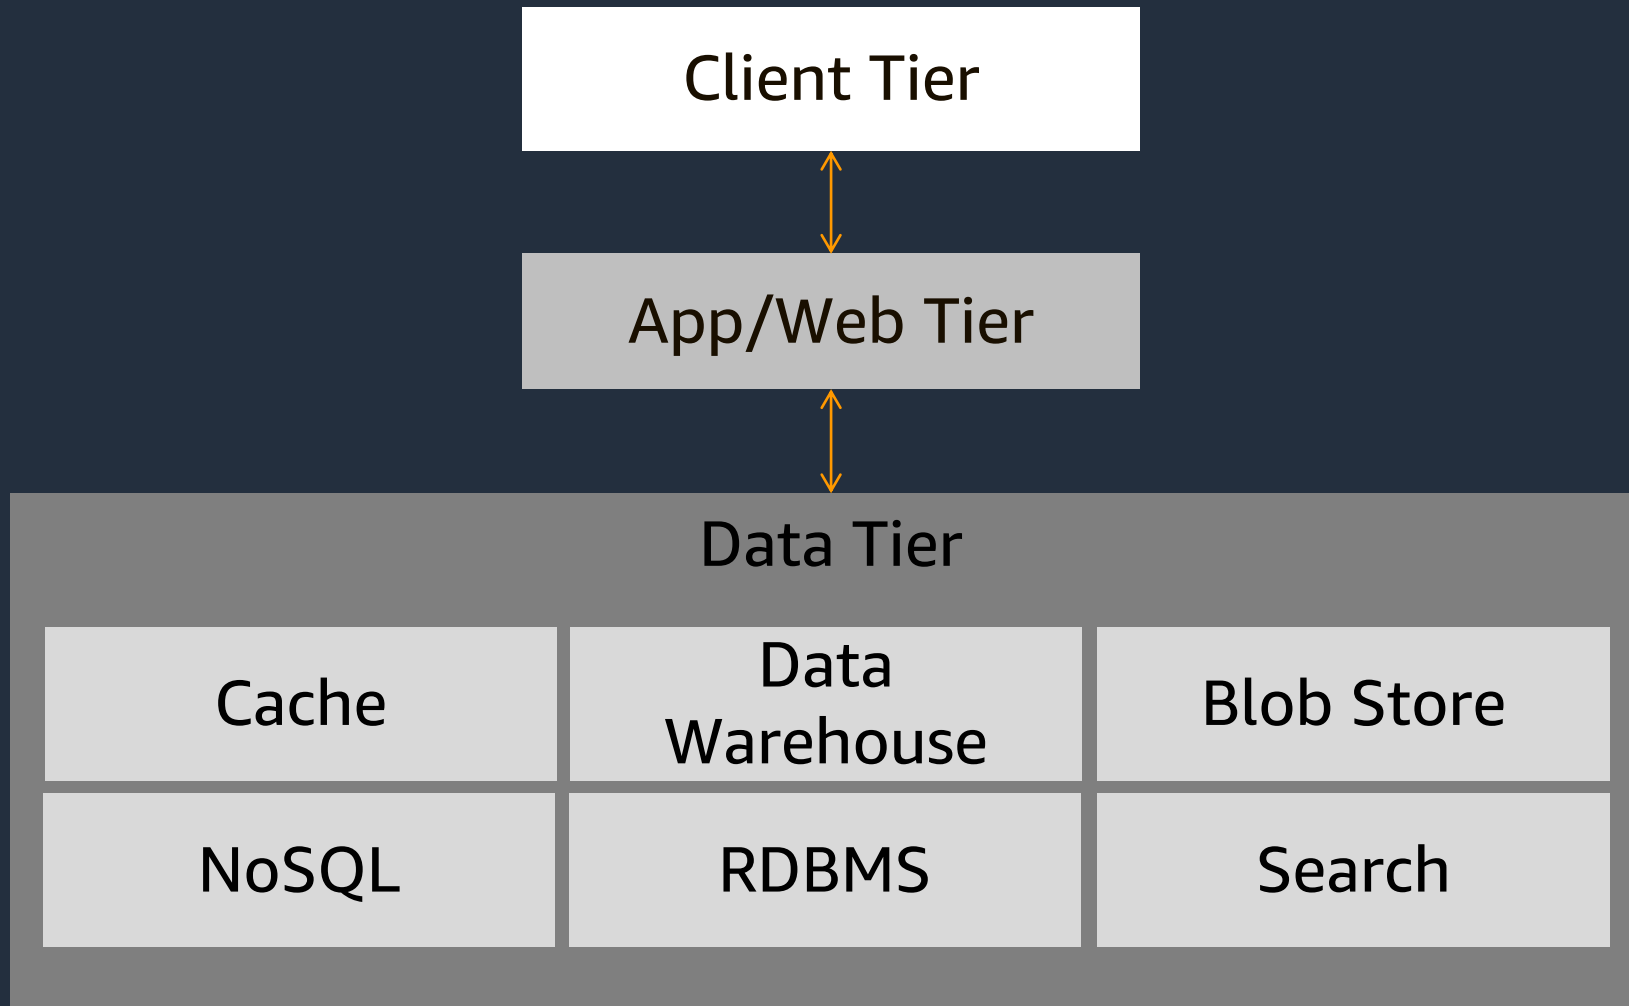 Client Tier
App/Web Tier
Data Tier
Cache
Data
Warehouse
Blob Store
NoSQL
RDBMS
Search